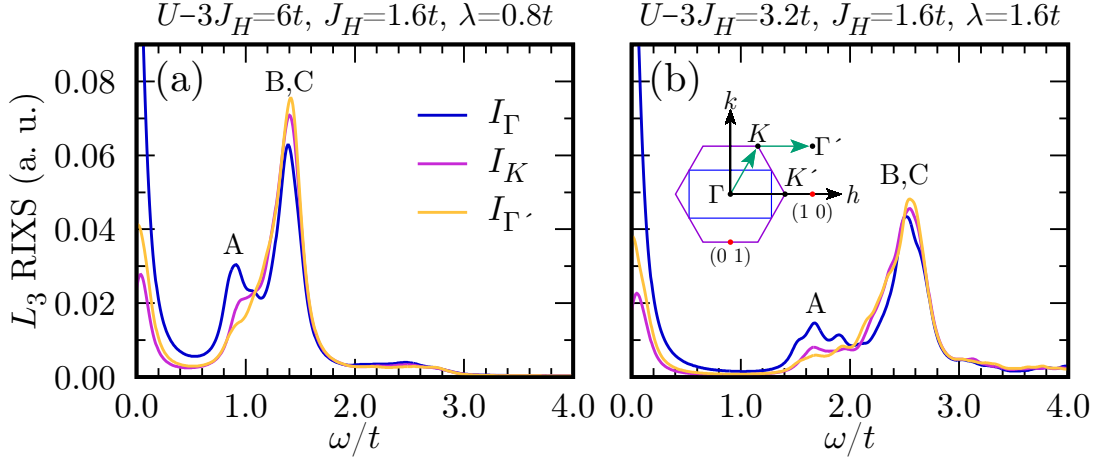 U−3J_H=6t, J_H=1.6t, λ=0.8t
U−3J_H=3.2t, J_H=1.6t, λ=1.6t
L_3 RIXS (a. u.)
0.08
0.06
0.04
0.02
0.00
(a)
A
B,C
I_Γ
I_K
I_Γ´
0.0 1.0 2.0 3.0 4.0
ω/t
(b)
k
K
Γ´
Γ
K´
h
(1 0)
(0 1)
A
B,C
0.0 1.0 2.0 3.0 4.0
ω/t